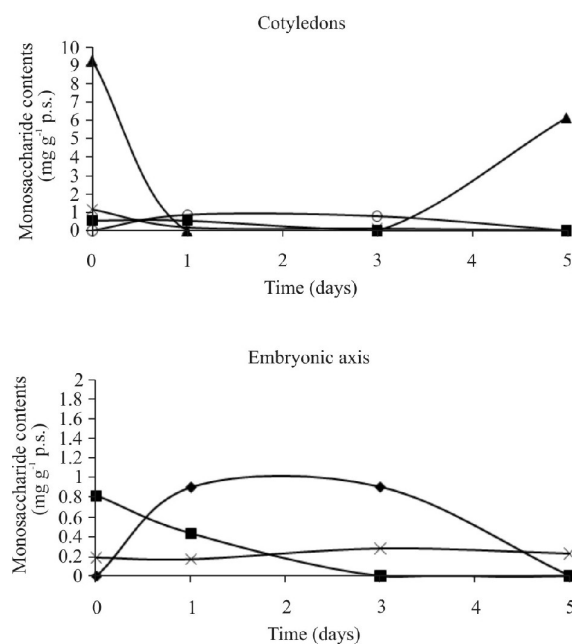 Cotyledons
Monosaccharide contents
(mg g⁻¹ p.s.)
10
9
8
7
6
5
4
3
2
1
0
0 1 2 3 4 5
Time (days)
Embryonic axis
Monosaccharide contents
(mg g⁻¹ p.s.)
2
1.8
1.6
1.4
1.2
1
0.8
0.6
0.4
0.2
0
0 1 2 3 4 5
Time (days)